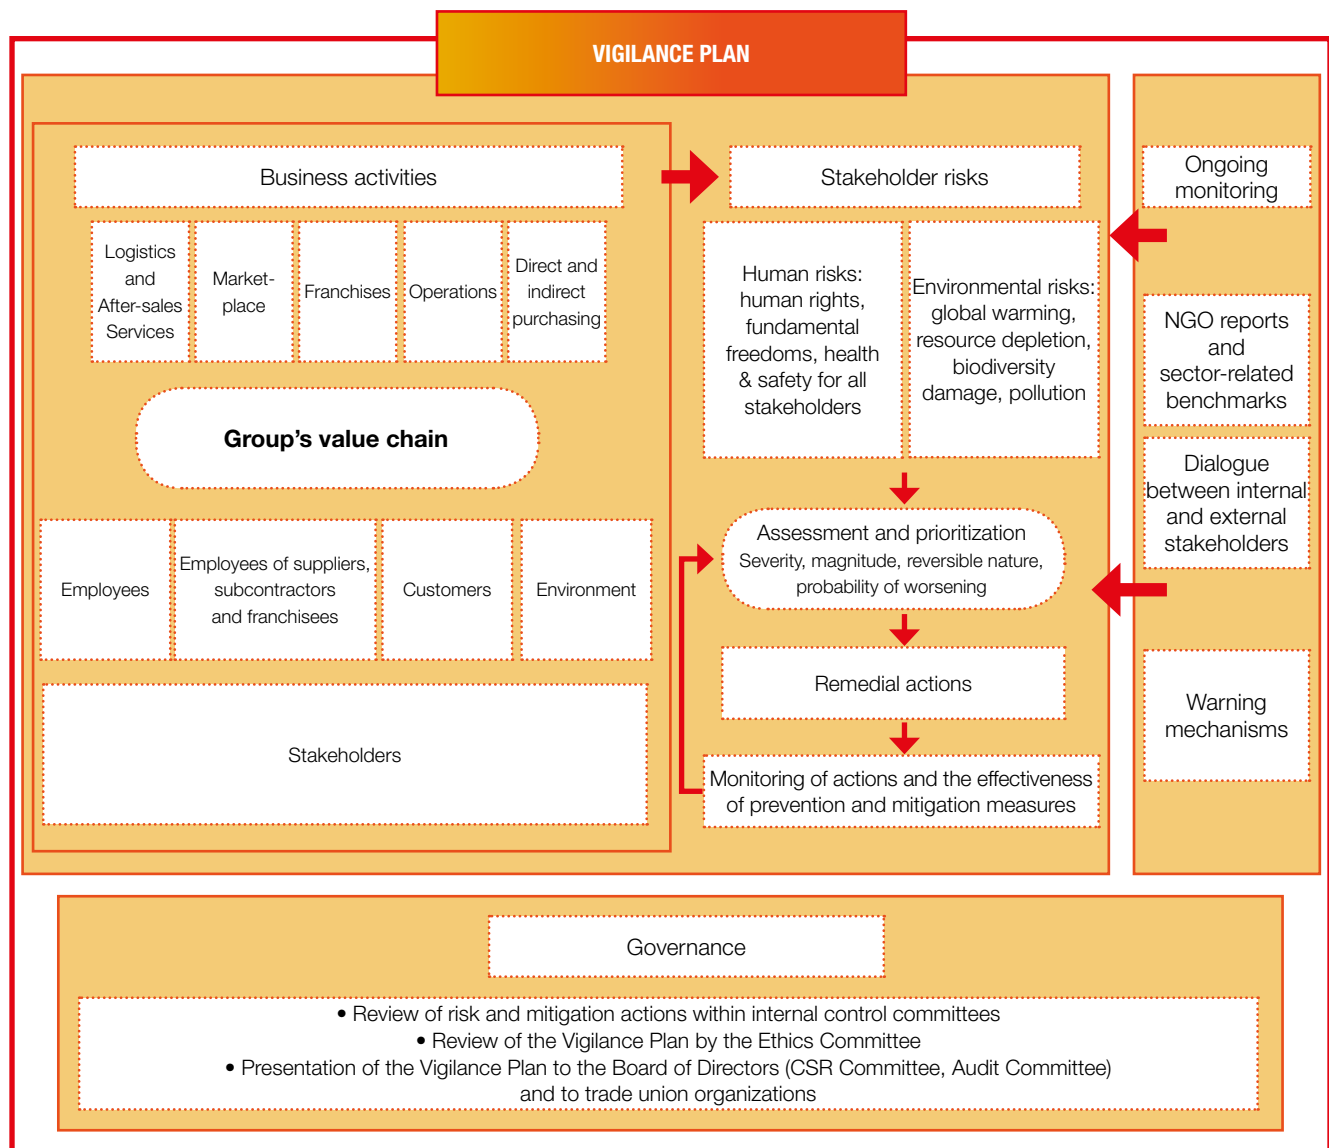 VIGILANCE PLAN
Business activities
Logistics
and
After-sales
Services
Market-
place
Franchises
Operations
Direct and
indirect
purchasing
Group’s value chain
Employees
Employees of suppliers,
subcontractors
and franchisees
Customers
Environment
Stakeholders
Stakeholder risks
Human risks:
human rights,
fundamental
freedoms, health
& safety for all
stakeholders
Environmental risks:
global warming,
resource depletion,
biodiversity
damage, pollution
Assessment and prioritization
Severity, magnitude, reversible nature,
probability of worsening
Remedial actions
Monitoring of actions and the effectiveness
of prevention and mitigation measures
Ongoing
monitoring
NGO reports
and
sector-related
benchmarks
Dialogue
between internal
and external
stakeholders
Warning
mechanisms
Governance
• Review of risk and mitigation actions within internal control committees
• Review of the Vigilance Plan by the Ethics Committee
• Presentation of the Vigilance Plan to the Board of Directors (CSR Committee, Audit Committee)
and to trade union organizations